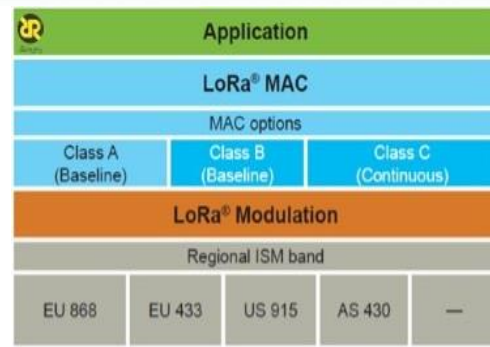 Application
LoRa® MAC
MAC options
Class A
(Baseline)
Class B
(Baseline)
Class C
(Continuous)
LoRa® Modulation
Regional ISM band
EU 868
EU 433
US 915
AS 430
—